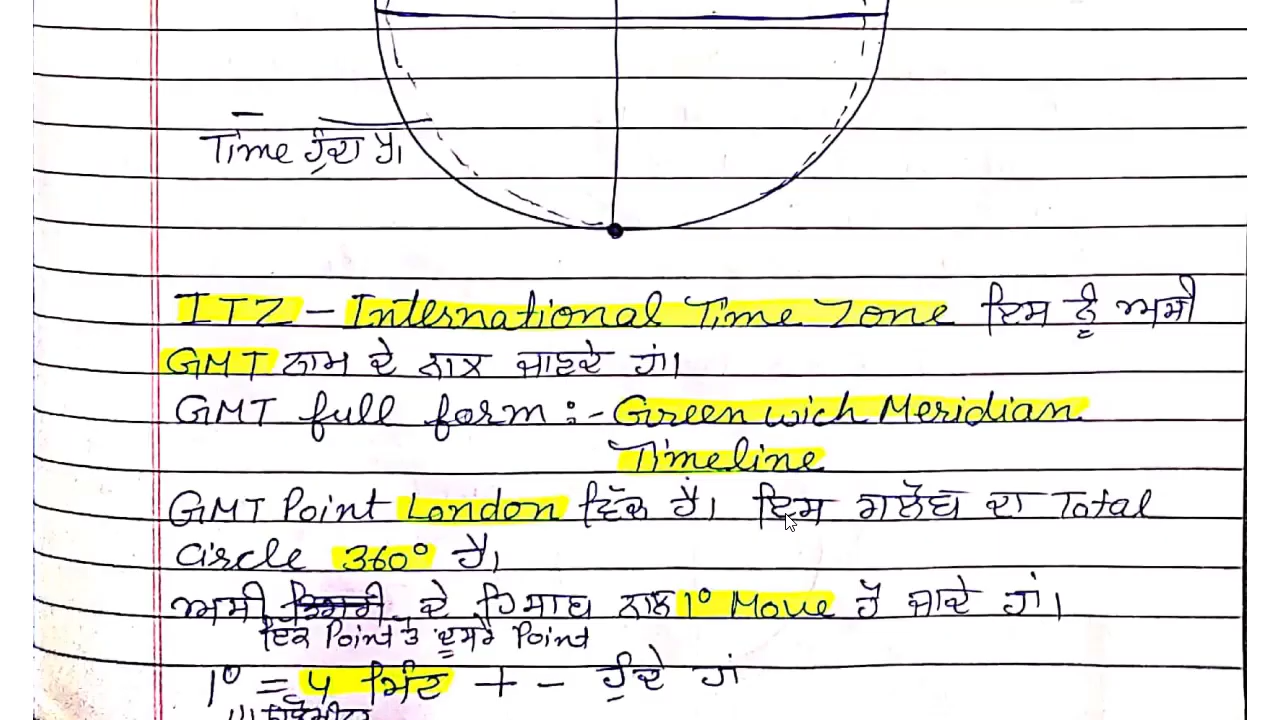 Time ਹੁੰਦਾ ਹੈ।
ITZ - International Time Zone ਇਸ ਨੂੰ ਅਸੀ
GMT ਨਾਮ ਦੇ ਨਾਲ ਜਾਣਦੇ ਹਾਂ।
GMT full form :- Green wich Meridian
Timeline
GMT Point London ਵਿੱਚ ਹੈ। ਇਸ ਗਲੋਬ ਦਾ Total
Circle 360° ਹੈ।
ਅਸੀ ਦੇ ਹਿਸਾਬ ਨਾਲ 1° Move ਹੋ ਜਾਦੇ ਹਾਂ।
ਇਕ Point ਤੋਂ ਦੂਸਰੇ Point
1° = 4 ਮਿੰਟ + - ਹੁੰਦੇ ਹਾਂ